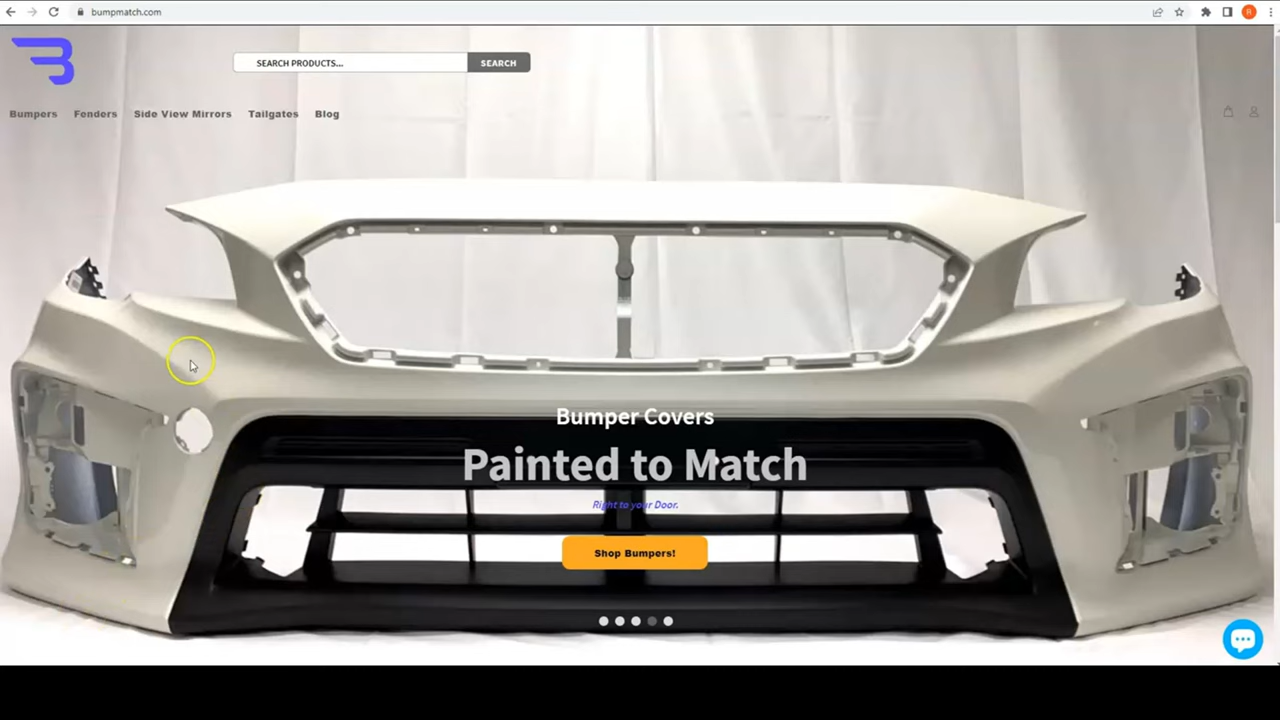 bumpmatch.com
SEARCH PRODUCTS...
SEARCH
Bumpers Fenders Side View Mirrors Tailgates Blog
Bumper Covers
Painted to Match
Right to your Door.
Shop Bumpers!